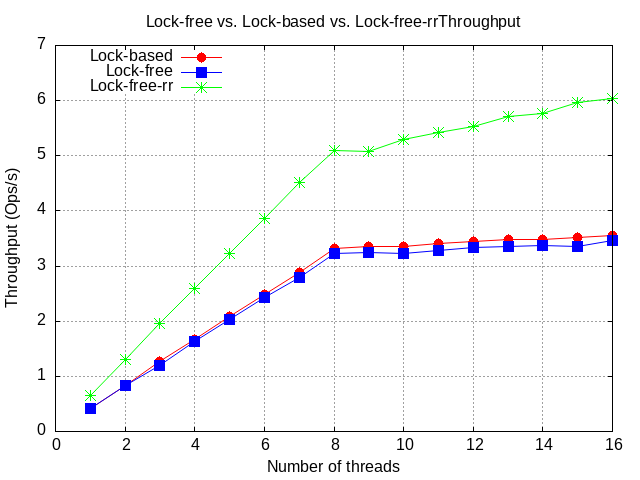 Lock-free vs. Lock-based vs. Lock-free-rrThroughput
7
6
5
4
3
2
1
0
Throughput (Ops/s)
Lock-based
Lock-free
Lock-free-rr
0 2 4 6 8 10 12 14 16
Number of threads